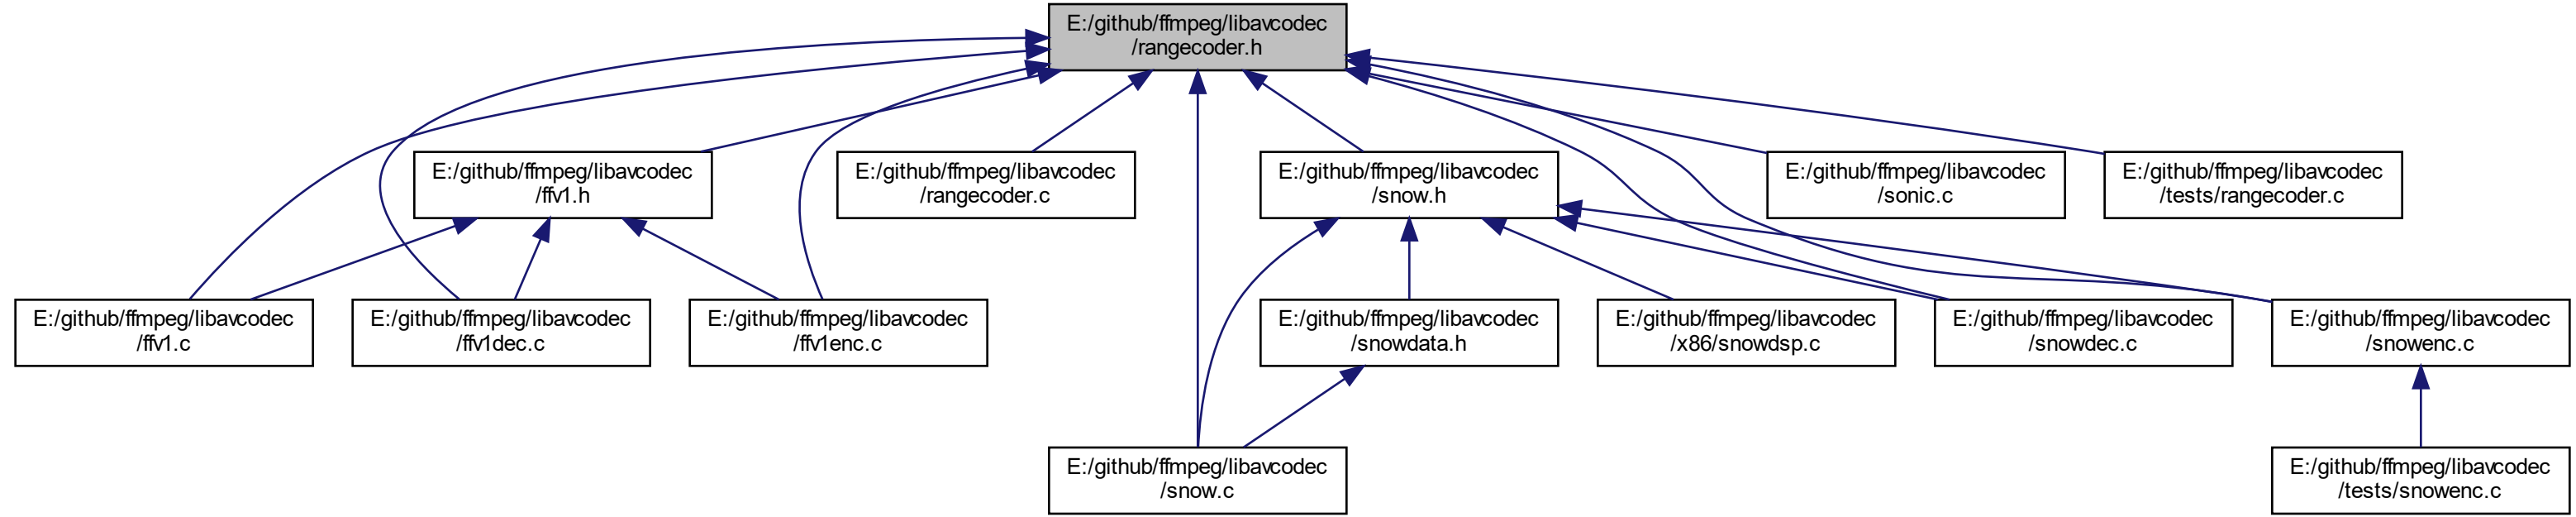 E:/github/ffmpeg/libavcodec
/rangecoder.h
E:/github/ffmpeg/libavcodec
/ffv1.h
E:/github/ffmpeg/libavcodec
/rangecoder.c
E:/github/ffmpeg/libavcodec
/snow.h
E:/github/ffmpeg/libavcodec
/sonic.c
E:/github/ffmpeg/libavcodec
/tests/rangecoder.c
E:/github/ffmpeg/libavcodec
/ffv1.c
E:/github/ffmpeg/libavcodec
/ffv1dec.c
E:/github/ffmpeg/libavcodec
/ffv1enc.c
E:/github/ffmpeg/libavcodec
/snowdata.h
E:/github/ffmpeg/libavcodec
/x86/snowdsp.c
E:/github/ffmpeg/libavcodec
/snowdec.c
E:/github/ffmpeg/libavcodec
/snowenc.c
E:/github/ffmpeg/libavcodec
/snow.c
E:/github/ffmpeg/libavcodec
/tests/snowenc.c